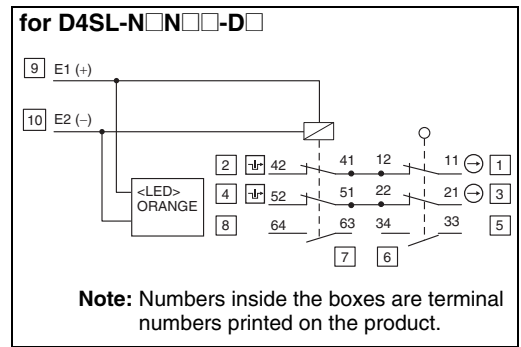 for D4SL-N□N□□-D□
9 E1 (+)
10 E2 (−)
<LED>
ORANGE
2 42 41 12 11 1
4 52 51 22 21 3
8 64 63 34 33 5
7 6
Note: Numbers inside the boxes are terminal
numbers printed on the product.